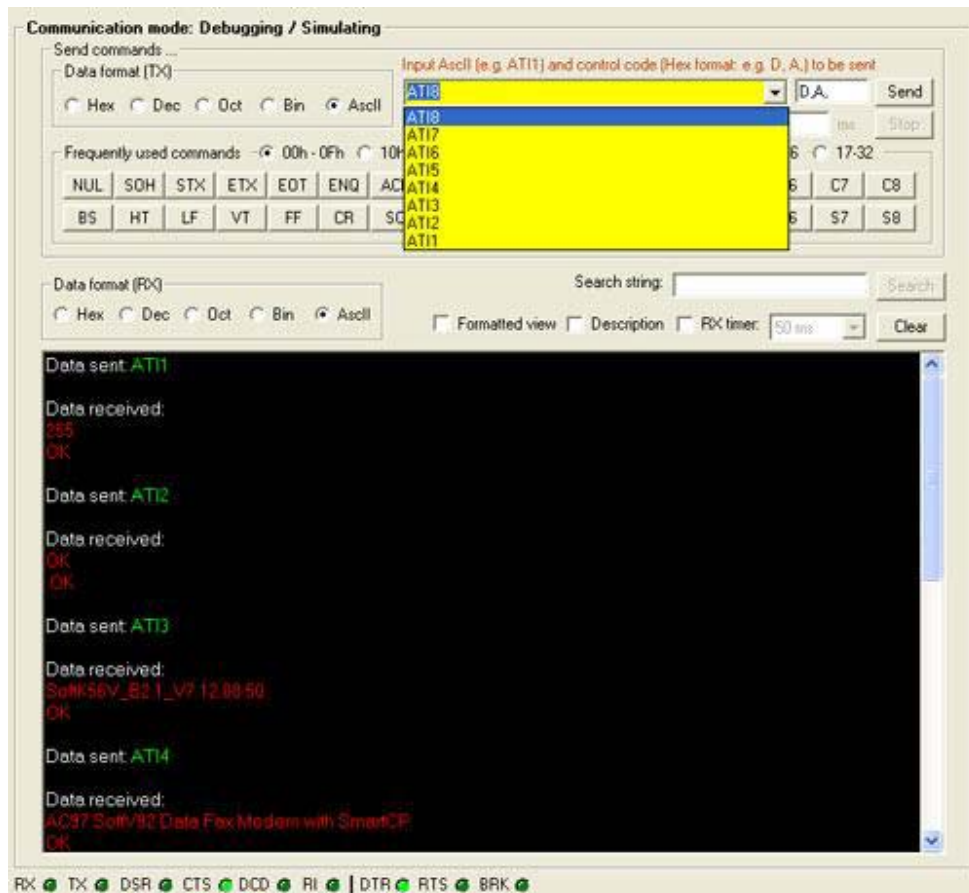 Communication mode: Debugging / Simulating
Send commands ...
Data format (TX)
Hex Dec Oct Bin AscII
Input AscII (e.g. ATI1) and control code (Hex format: e.g. D, A,) to be sent
ATI8 D,A, Send
ATI8
ATI7
ATI6
ATI5
ATI4
ATI3
ATI2
ATI1
ms Stop
Frequently used commands 00h - 0Fh 10h 6 17-32
NUL SOH STX ETX EOT ENQ 6 C7 C8
BS HT LF VT FF CR 6 S7 S8
Data format (RX)
Hex Dec Oct Bin AscII
Search string: Search
Formatted view Description RX timer: 50 ms Clear
Data sent: ATI1
Data received:
255
OK
Data sent: ATI2
Data received:
OK
OK
Data sent: ATI3
Data received:
OK
Data sent: ATI4
Data received:
AC97 SoftV92 Data Fax Modem with SmartCP
OK
RX TX DSR CTS DCD RI DTR RTS BRK